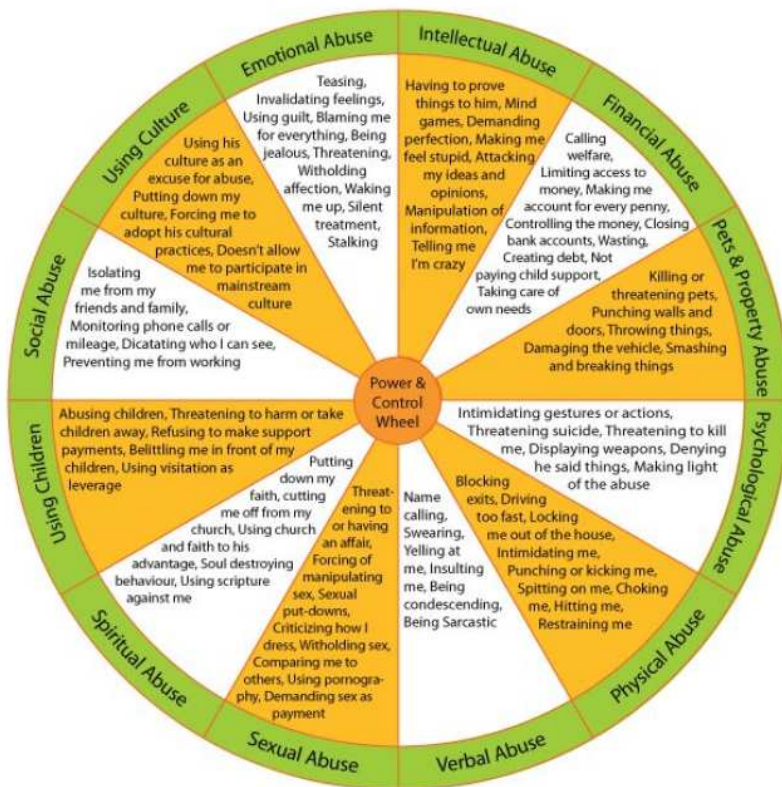 Emotional Abuse
Teasing,
Invalidating feelings,
Using guilt, Blaming me
for everything, Being
jealous, Threatening,
Witholding
affection, Waking
me up, Silent
treatment,
Stalking
Intellectual Abuse
Having to prove
things to him, Mind
games, Demanding
perfection, Making me
feel stupid, Attacking
my ideas and
opinions,
Manipulation of
information,
Telling me
I'm crazy
Financial Abuse
Calling
welfare,
Limiting access to
money, Making me
account for every penny,
Controlling the money, Closing
bank accounts, Wasting,
Creating debt, Not
paying child support,
Taking care of
own needs
Pets & Property Abuse
Killing or
threatening pets,
Punching walls and
doors, Throwing things,
Damaging the vehicle, Smashing
and breaking things
Psychological Abuse
Intimidating gestures or actions,
Threatening suicide, Threatening to kill
me, Displaying weapons, Denying
he said things, Making light
of the abuse
Physical Abuse
Blocking
exits, Driving
too fast, Locking
me out of the house,
Intimidating me,
Punching or kicking me,
Spitting on me, Choking
me, Hitting me,
Restraining me
Verbal Abuse
Name
calling,
Swearing,
Yelling at
me, Insulting
me, Being
condescending,
Being Sarcastic
Sexual Abuse
Threat-
ening to
or having
an affair,
Forcing of
manipulating
sex, Sexual
put-downs,
Criticizing how I
dress, Witholding sex,
Comparing me to
others, Using pornogra-
phy, Demanding sex as
payment
Spiritual Abuse
Putting
down my
faith, cutting
me off from my
church, Using church
and faith to his
advantage, Soul destroying
behaviour, Using scripture
against me
Using Children
Abusing children, Threatening to harm or take
children away, Refusing to make support
payments, Belittling me in front of my
children, Using visitation as
leverage
Social Abuse
Isolating
me from my
friends and family,
Monitoring phone calls or
mileage, Dicatating who I can see,
Preventing me from working
Using Culture
Using his
culture as an
excuse for abuse,
Putting down my
culture, Forcing me to
adopt his cultural
practices, Doesn't allow
me to participate in
mainstream
culture
Power &
Control
Wheel